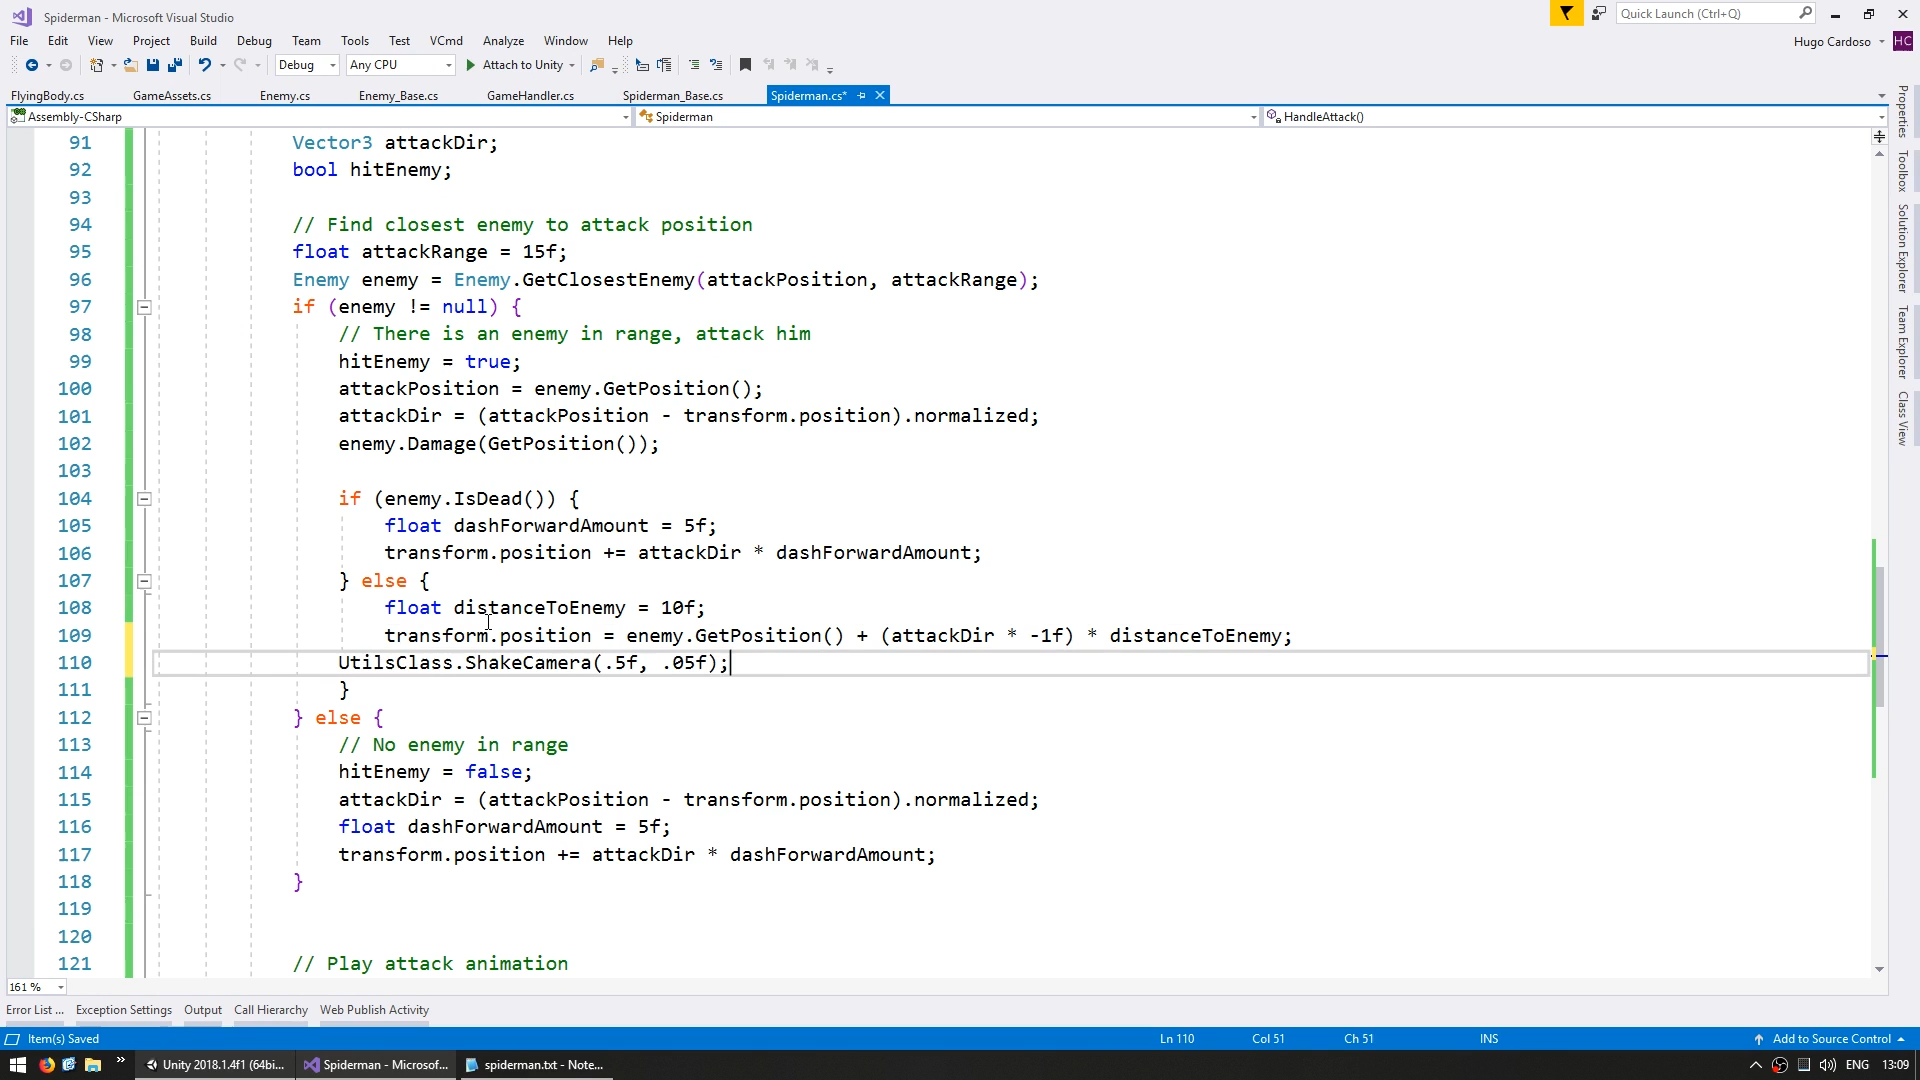 Spiderman - Microsoft Visual Studio
Quick Launch (Ctrl+Q)
File Edit View Project Build Debug Team Tools Test VCmd Analyze Window Help
Hugo Cardoso HC
Debug Any CPU Attach to Unity
FlyingBody.cs GameAssets.cs Enemy.cs Enemy_Base.cs GameHandler.cs Spiderman_Base.cs Spiderman.cs*
Assembly-CSharp Spiderman HandleAttack()
91 Vector3 attackDir;
92 bool hitEnemy;
93
94 // Find closest enemy to attack position
95 float attackRange = 15f;
96 Enemy enemy = Enemy.GetClosestEnemy(attackPosition, attackRange);
97 if (enemy != null) {
98 // There is an enemy in range, attack him
99 hitEnemy = true;
100 attackPosition = enemy.GetPosition();
101 attackDir = (attackPosition - transform.position).normalized;
102 enemy.Damage(GetPosition());
103
104 if (enemy.IsDead()) {
105 float dashForwardAmount = 5f;
106 transform.position += attackDir * dashForwardAmount;
107 } else {
108 float distanceToEnemy = 10f;
109 transform.position = enemy.GetPosition() + (attackDir * -1f) * distanceToEnemy;
110 UtilsClass.ShakeCamera(.5f, .05f);
111 }
112 } else {
113 // No enemy in range
114 hitEnemy = false;
115 attackDir = (attackPosition - transform.position).normalized;
116 float dashForwardAmount = 5f;
117 transform.position += attackDir * dashForwardAmount;
118 }
119
120
121 // Play attack animation
Properties
Toolbox
Solution Explorer
Team Explorer
Class View
161 %
Error List ... Exception Settings Output Call Hierarchy Web Publish Activity
Item(s) Saved Ln 110 Col 51 Ch 51 INS Add to Source Control
Unity 2018.1.4f1 (64bi... Spiderman - Microsof... spiderman.txt - Note... ENG 13:09